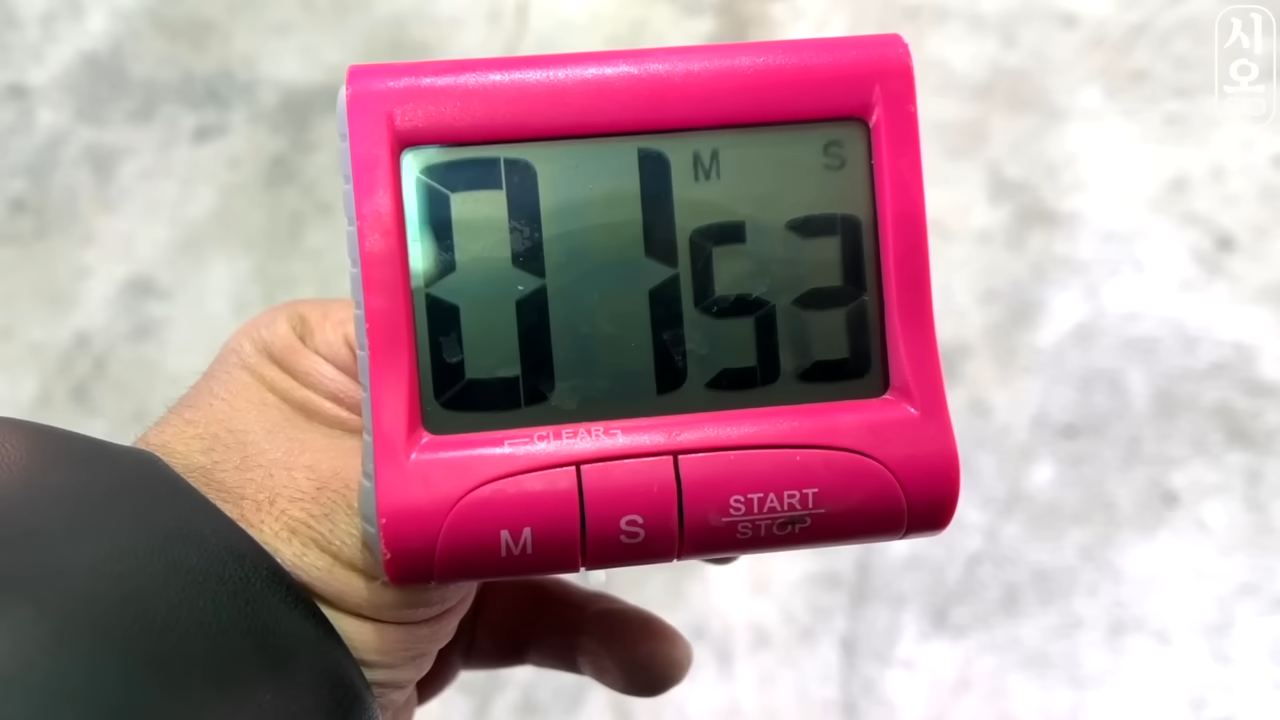 시오
M S
01 53
CLEAR
M S START
STOP